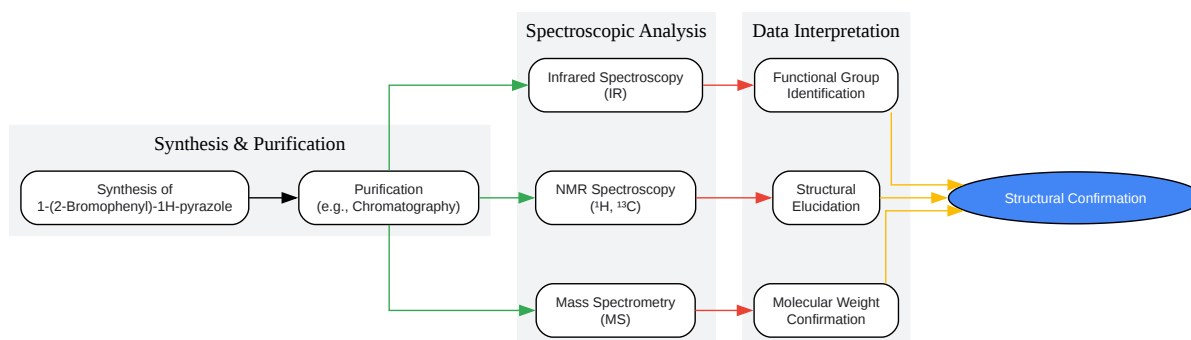 Spectroscopic Analysis
Data Interpretation
Infrared Spectroscopy
(IR)
Functional Group
Identification
Synthesis & Purification
Synthesis of
1-(2-Bromophenyl)-1H-pyrazole
Purification
(e.g., Chromatography)
NMR Spectroscopy
(¹H, ¹³C)
Structural
Elucidation
Structural Confirmation
Mass Spectrometry
(MS)
Molecular Weight
Confirmation